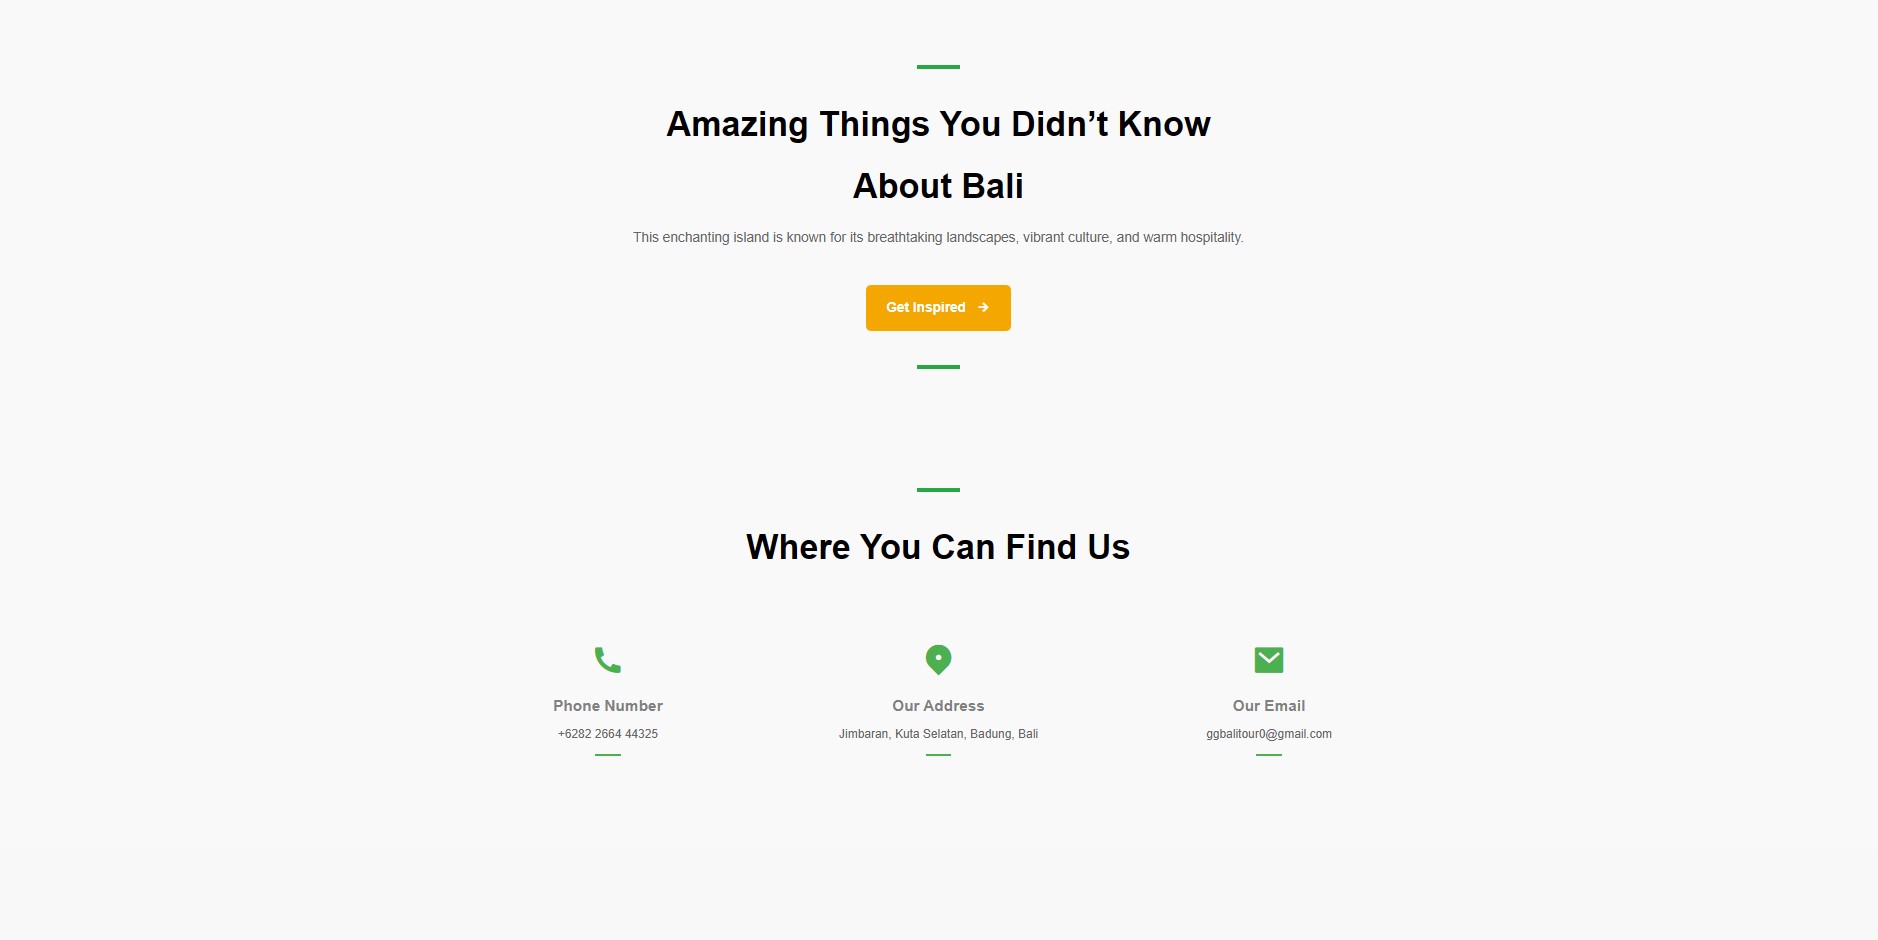 Amazing Things You Didn’t Know
About Bali
This enchanting island is known for its breathtaking landscapes, vibrant culture, and warm hospitality.
Get Inspired
Where You Can Find Us
Phone Number
+6282 2664 44325
Our Address
Jimbaran, Kuta Selatan, Badung, Bali
Our Email
ggbalitour0@gmail.com